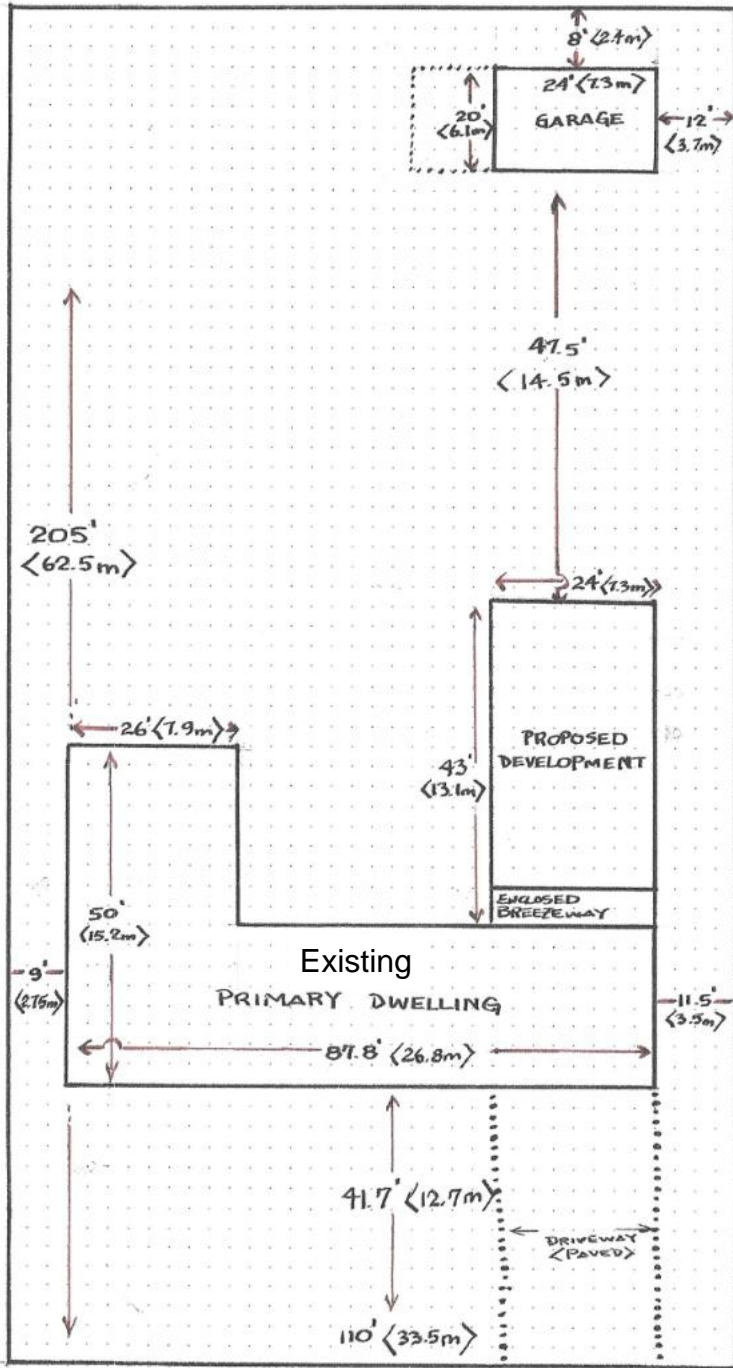 8' (2.4m)
24' <7.3m>
GARAGE
20'
<6.1m>
12'
<3.7m>
47.5'
<14.5m>
205'
<62.5m>
24' <7.3m>
26' <7.9m>
PROPOSED
DEVELOPMENT
43'
<13.1m>
ENCLOSED
BREEZEWAY
50'
<15.2m>
Existing
PRIMARY DWELLING
9'
<2.75m>
11.5'
<3.5m>
87.8' <26.8m>
41.7' <12.7m>
DRIVEWAY
<PAVED>
110' <33.5m>